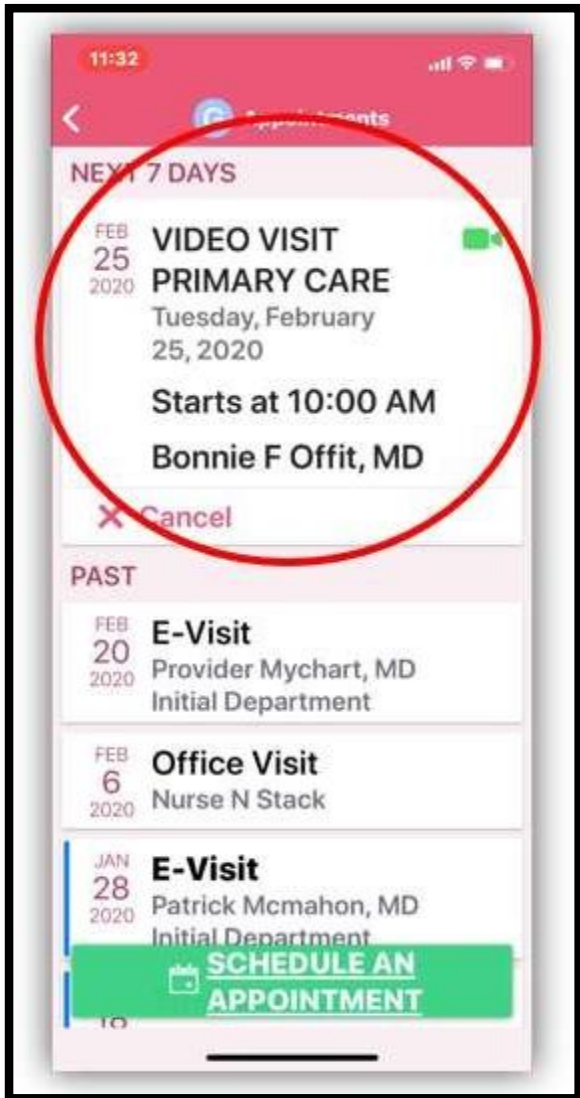 11:32
G Appointments
NEXT 7 DAYS
FEB
25
2020
VIDEO VISIT
PRIMARY CARE
Tuesday, February
25, 2020
Starts at 10:00 AM
Bonnie F Offit, MD
X Cancel
PAST
FEB
20
2020
E-Visit
Provider Mychart, MD
Initial Department
FEB
6
2020
Office Visit
Nurse N Stack
JAN
28
2020
E-Visit
Patrick Mcmahon, MD
Initial Department
SCHEDULE AN
APPOINTMENT